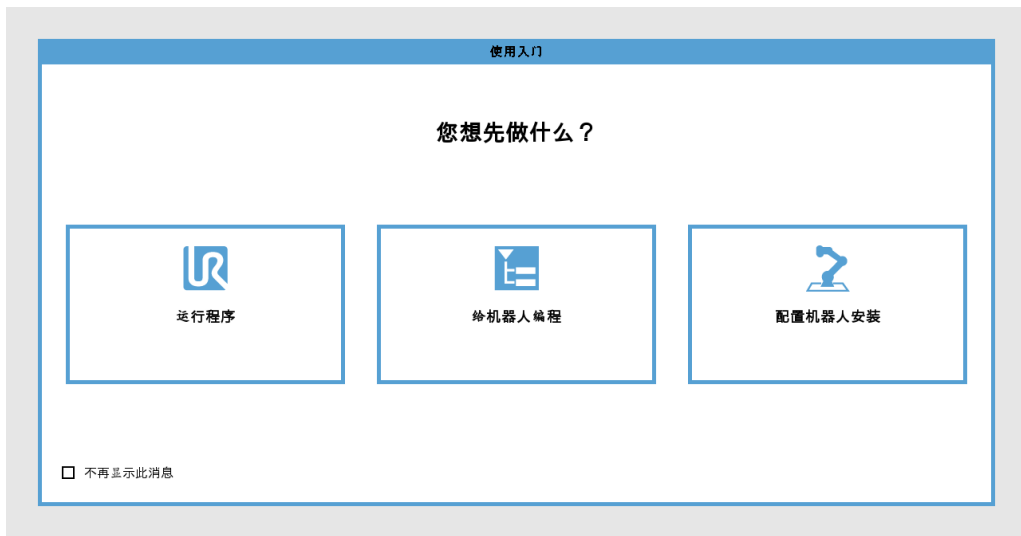 使用入门
您想先做什么？
UR
运行程序
给机器人编程
配置机器人安装
不再显示此消息